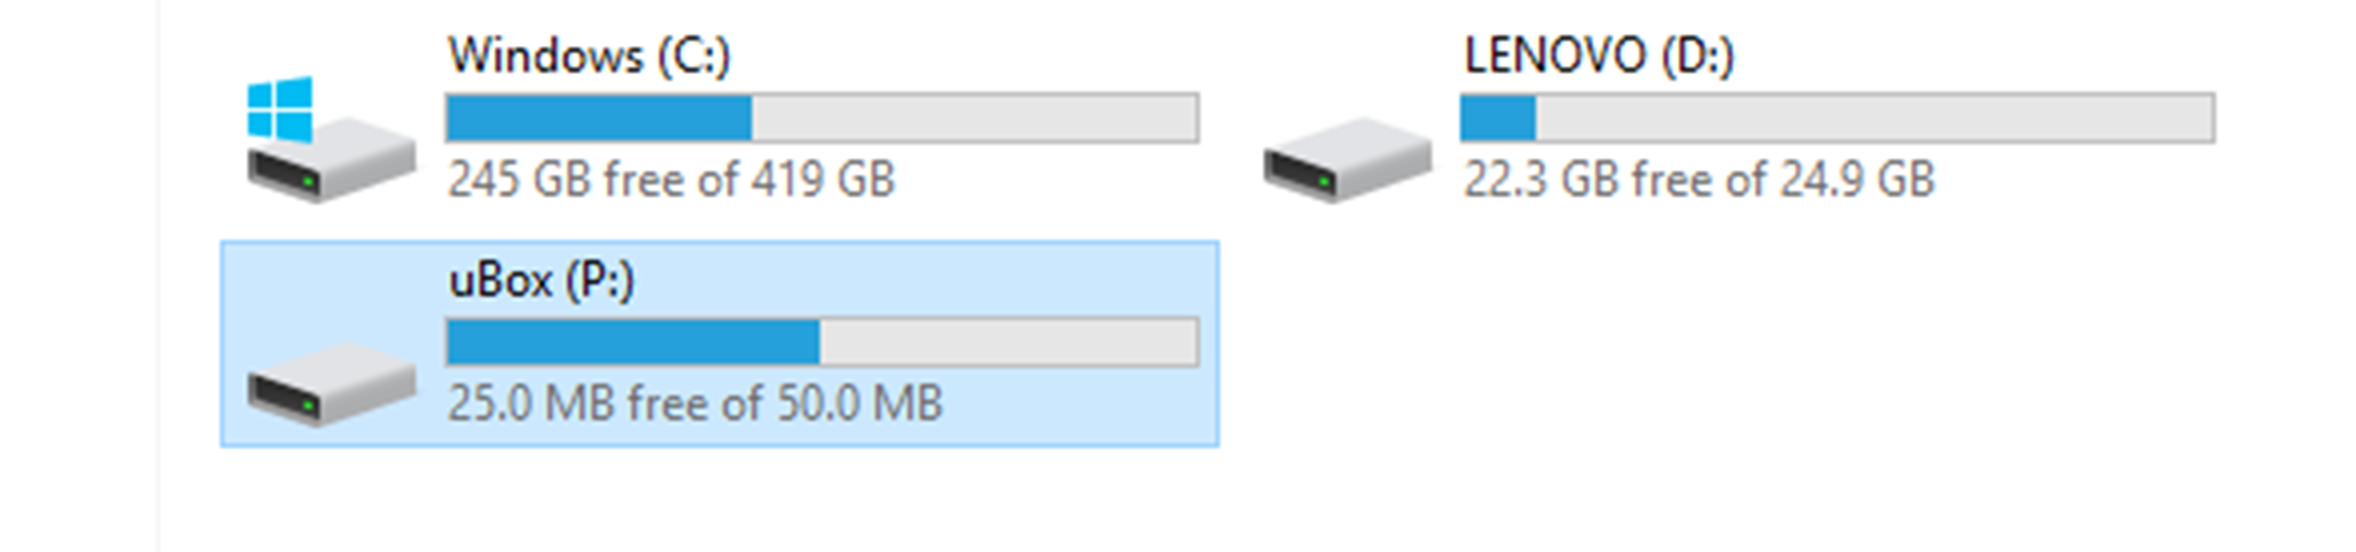 Windows (C:)
245 GB free of 419 GB
LENOVO (D:)
22.3 GB free of 24.9 GB
uBox (P:)
25.0 MB free of 50.0 MB